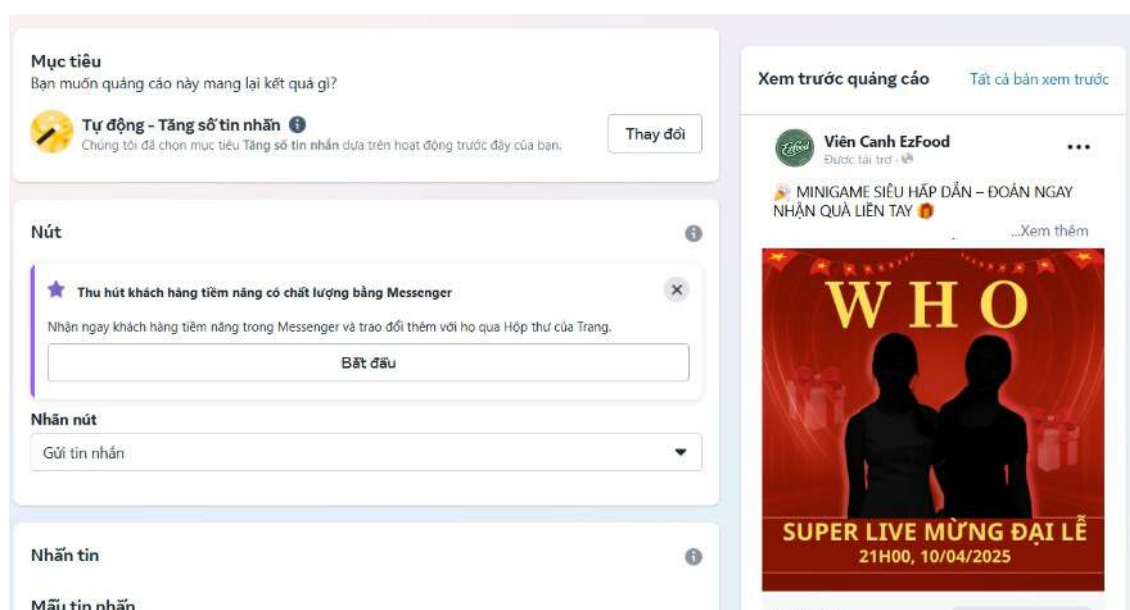 Mục tiêu
Bạn muốn quảng cáo này mang lại kết quả gì?
Tự động - Tăng số tin nhắn
Chúng tôi đã chọn mục tiêu Tăng số tin nhắn dựa trên hoạt động trước đây của bạn.
Thay đổi
Nút
Thu hút khách hàng tiềm năng có chất lượng bằng Messenger
Nhận ngay khách hàng tiềm năng trong Messenger và trao đổi thêm với họ qua Hộp thư của Trang.
Bắt đầu
Nhãn nút
Gửi tin nhắn
Nhắn tin
Mẫu tin nhắn
Xem trước quảng cáo
Tất cả bản xem trước
EzFood
Viên Canh EzFood
Được tài trợ ·
🎉 MINIGAME SIÊU HẤP DẪN – ĐOÁN NGAY
NHẬN QUÀ LIỀN TAY 🎁
...Xem thêm
WHO
SUPER LIVE MỪNG ĐẠI LỄ
21H00, 10/04/2025